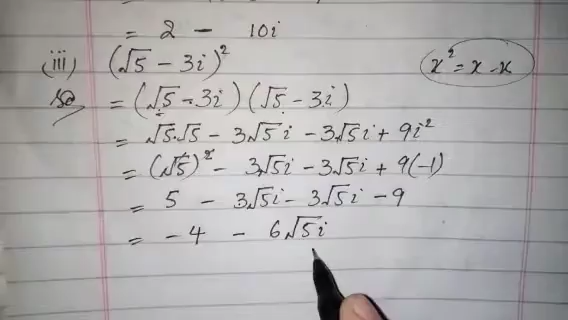 = 2 - 10i
(iii) (√5 - 3i)²
x² = x·x
Sol = (√5 - 3i)(√5 - 3i)
= √5·√5 - 3√5i - 3√5i + 9i²
= (√5)² - 3√5i - 3√5i + 9(-1)
= 5 - 3√5i - 3√5i - 9
= -4 - 6√5i